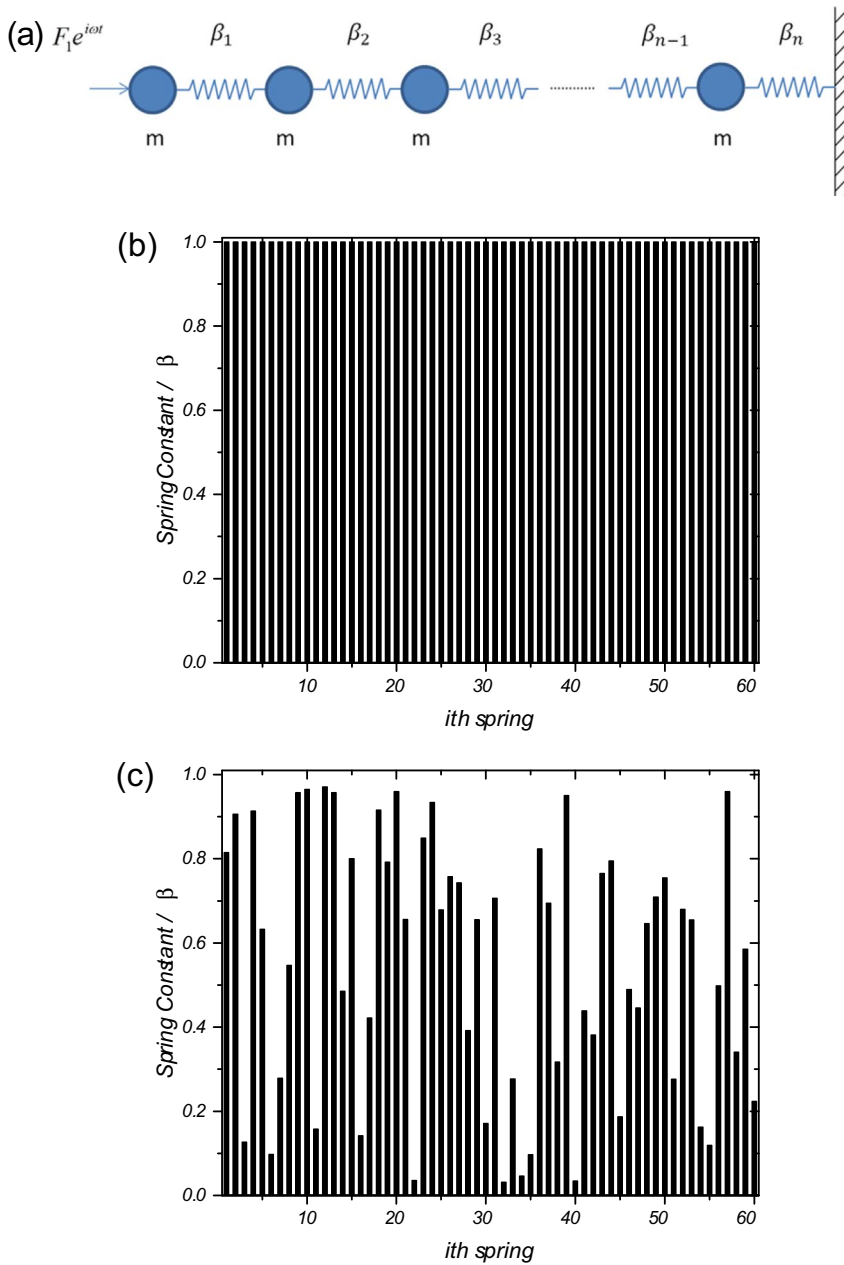 (a) F₁e^{iωt} β₁ β₂ β₃ βₙ₋₁ βₙ
m m m m
(b)
1.0
0.8
0.6
0.4
0.2
0.0
Spring Constant / β
10 20 30 40 50 60
ith spring
(c)
1.0
0.8
0.6
0.4
0.2
0.0
Spring Constant / β
10 20 30 40 50 60
ith spring